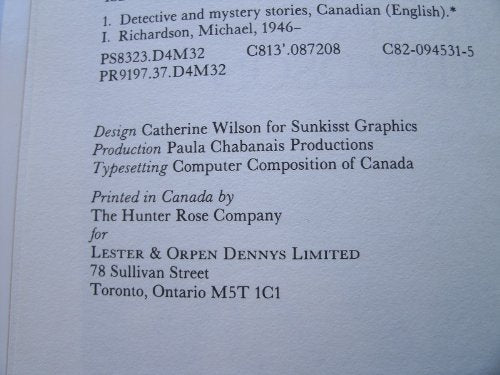 1. Detective and mystery stories, Canadian (English).*
I. Richardson, Michael, 1946–
PS8323.D4M32 C813'.087208 C82-094531-5
PR9197.37.D4M32
Design Catherine Wilson for Sunkisst Graphics
Production Paula Chabanais Productions
Typesetting Computer Composition of Canada
Printed in Canada by
The Hunter Rose Company
for
LESTER & ORPEN DENNYS LIMITED
78 Sullivan Street
Toronto, Ontario M5T 1C1